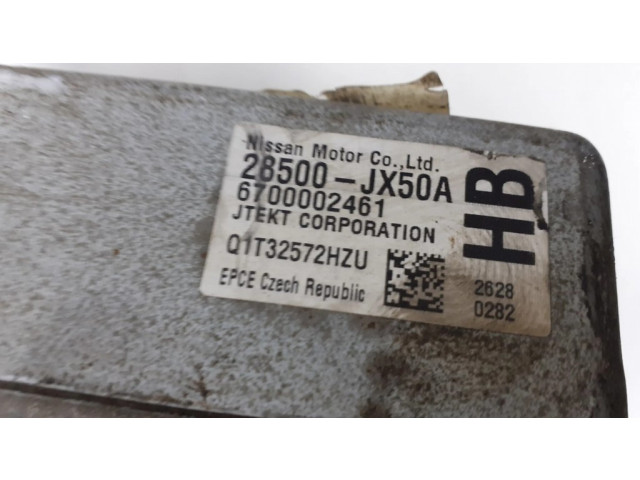 Nissan Motor Co.,Ltd.
28500-JX50A
6700002461
JTEKT CORPORATION
Q1T32572HZU
EPCE Czech Republic
HB
2628
0282